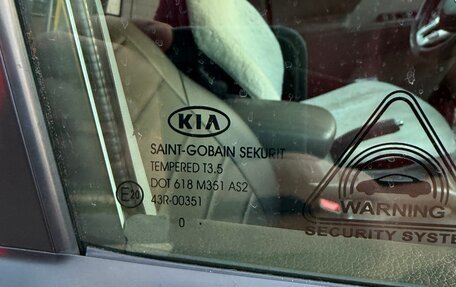 KIA
SAINT-GOBAIN SEKURIT
TEMPERED T3.5
DOT 618 M351 AS2
E20 43R-00351
0
WARNING
SECURITY SYSTE